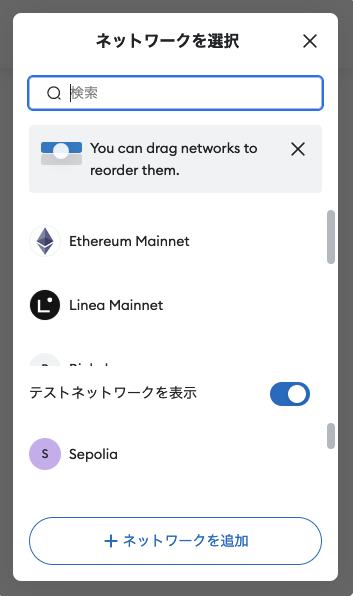 ネットワークを選択
検索
You can drag networks to
reorder them.
Ethereum Mainnet
L
Linea Mainnet
テストネットワークを表示
S
Sepolia
ネットワークを追加